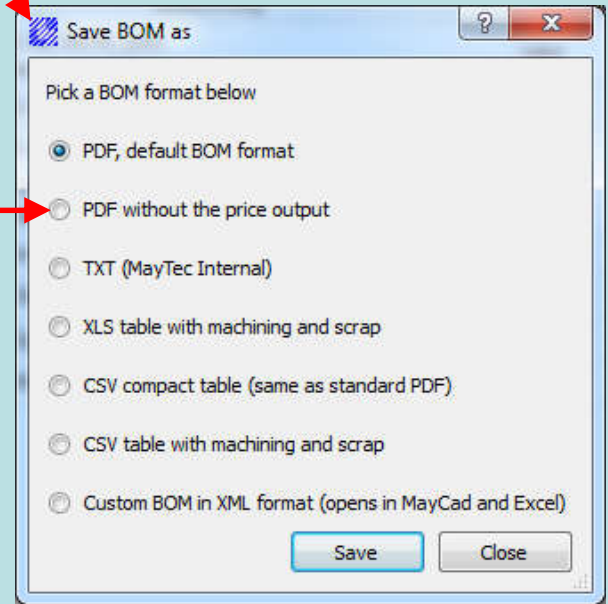 Save BOM as
Pick a BOM format below
PDF, default BOM format
PDF without the price output
TXT (MayTec Internal)
XLS table with machining and scrap
CSV compact table (same as standard PDF)
CSV table with machining and scrap
Custom BOM in XML format (opens in MayCad and Excel)
Save Close